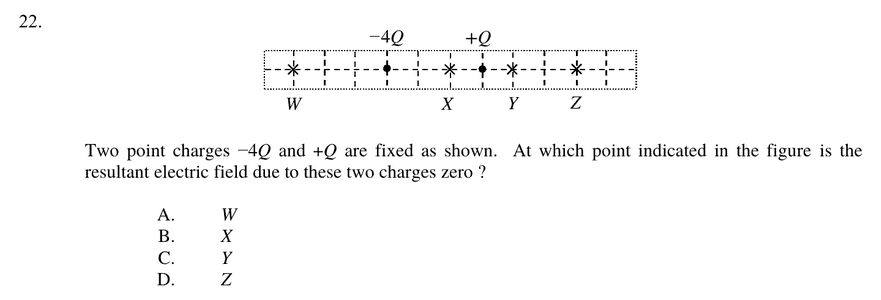 22.
−4Q +Q
W X Y Z
Two point charges −4Q and +Q are fixed as shown. At which point indicated in the figure is the
resultant electric field due to these two charges zero ?
A. W
B. X
C. Y
D. Z